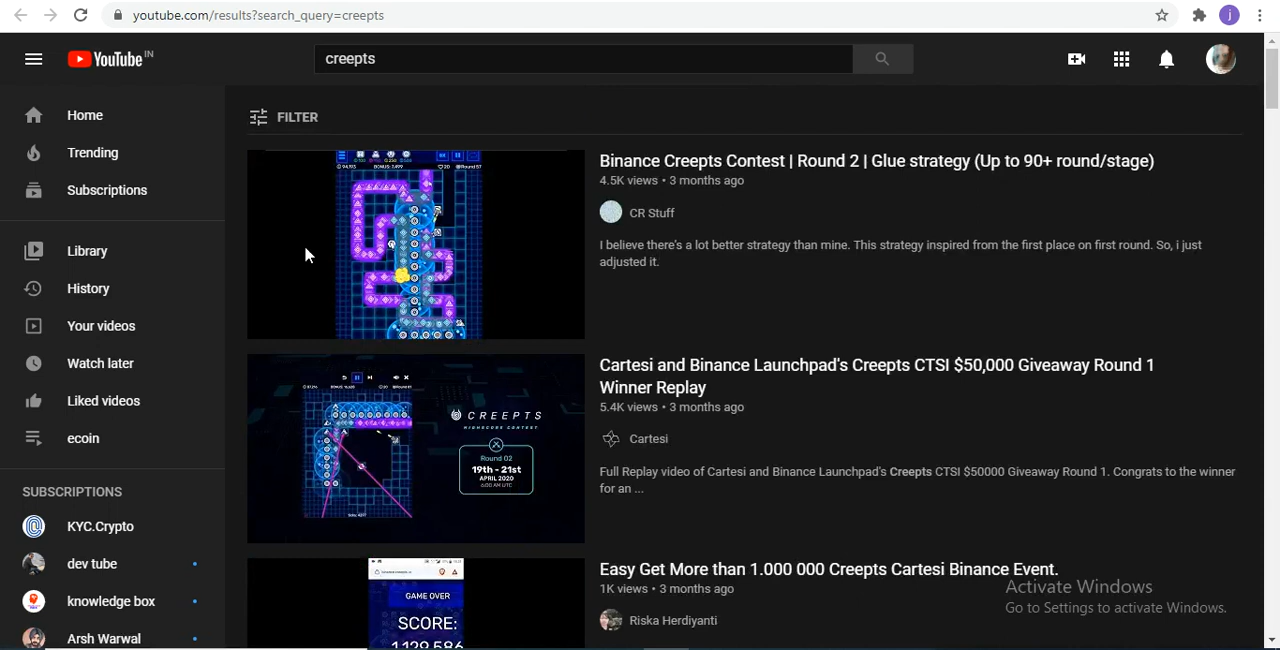 youtube.com/results?search_query=creepts
j
YouTube IN
creepts
Home
Trending
Subscriptions
Library
History
Your videos
Watch later
Liked videos
ecoin
SUBSCRIPTIONS
KYC.Crypto
dev tube
knowledge box
Arsh Warwal
FILTER
Binance Creepts Contest | Round 2 | Glue strategy (Up to 90+ round/stage)
4.5K views • 3 months ago
CR Stuff
I believe there's a lot better strategy than mine. This strategy inspired from the first place on first round. So, i just
adjusted it.
CREEPTS
HIGHSCORE CONTEST
Round 02
19th - 21st
APRIL 2020
Cartesi and Binance Launchpad's Creepts CTSI $50,000 Giveaway Round 1
Winner Replay
5.4K views • 3 months ago
Cartesi
Full Replay video of Cartesi and Binance Launchpad's Creepts CTSI $50000 Giveaway Round 1. Congrats to the winner
for an ...
GAME OVER
SCORE:
1,129,586
Easy Get More than 1.000 000 Creepts Cartesi Binance Event.
1K views • 3 months ago
Riska Herdiyanti
Activate Windows
Go to Settings to activate Windows.